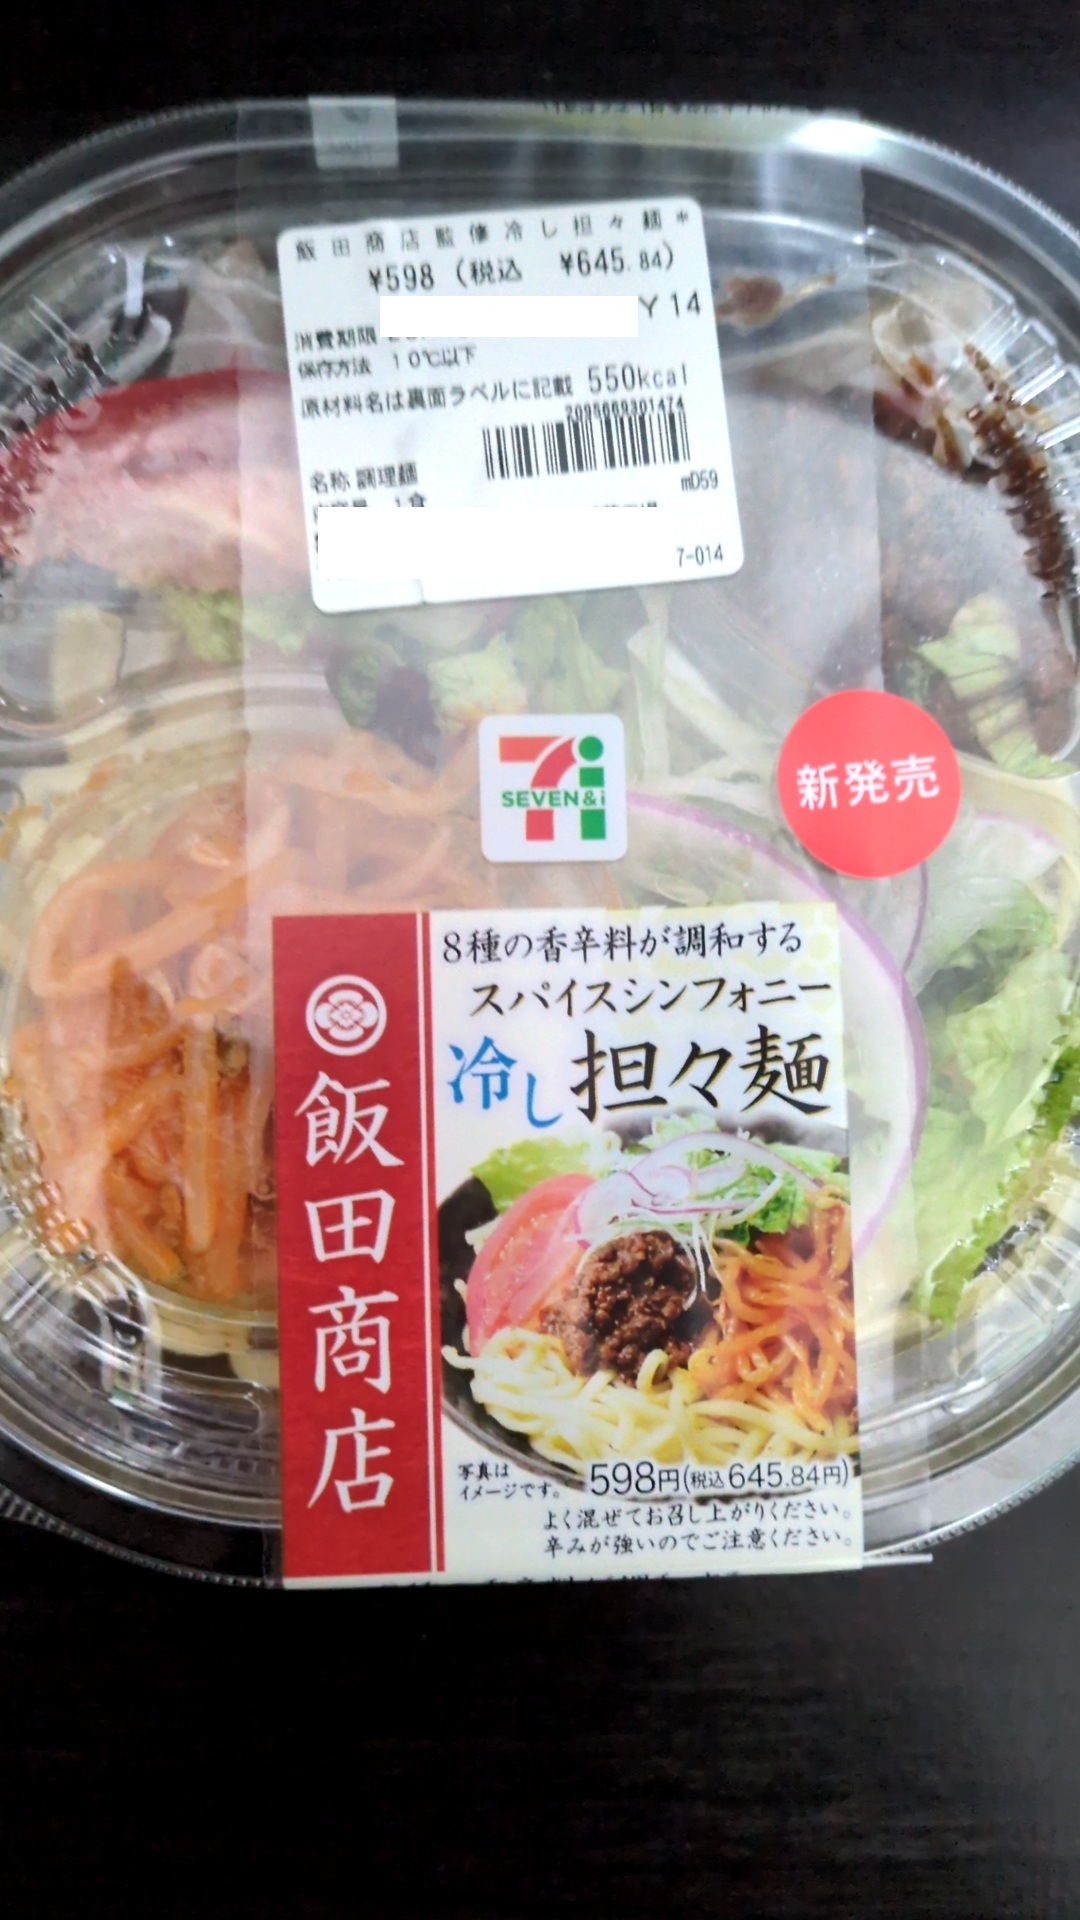 飯田商店監修冷し担々麺*
¥598 (税込 ¥645.84)
Y 14
消費期限
保存方法 10℃以下
原材料名は裏面ラベルに記載 550kcal
2095669301474
mD59
名称 調理麺
1食
7-014
SEVEN&i
新発売
8種の香辛料が調和する
スパイスシンフォニー
冷し担々麺
飯田商店
写真は
イメージです。
598円(税込645.84円)
よく混ぜてお召し上がりください。
辛みが強いのでご注意ください。